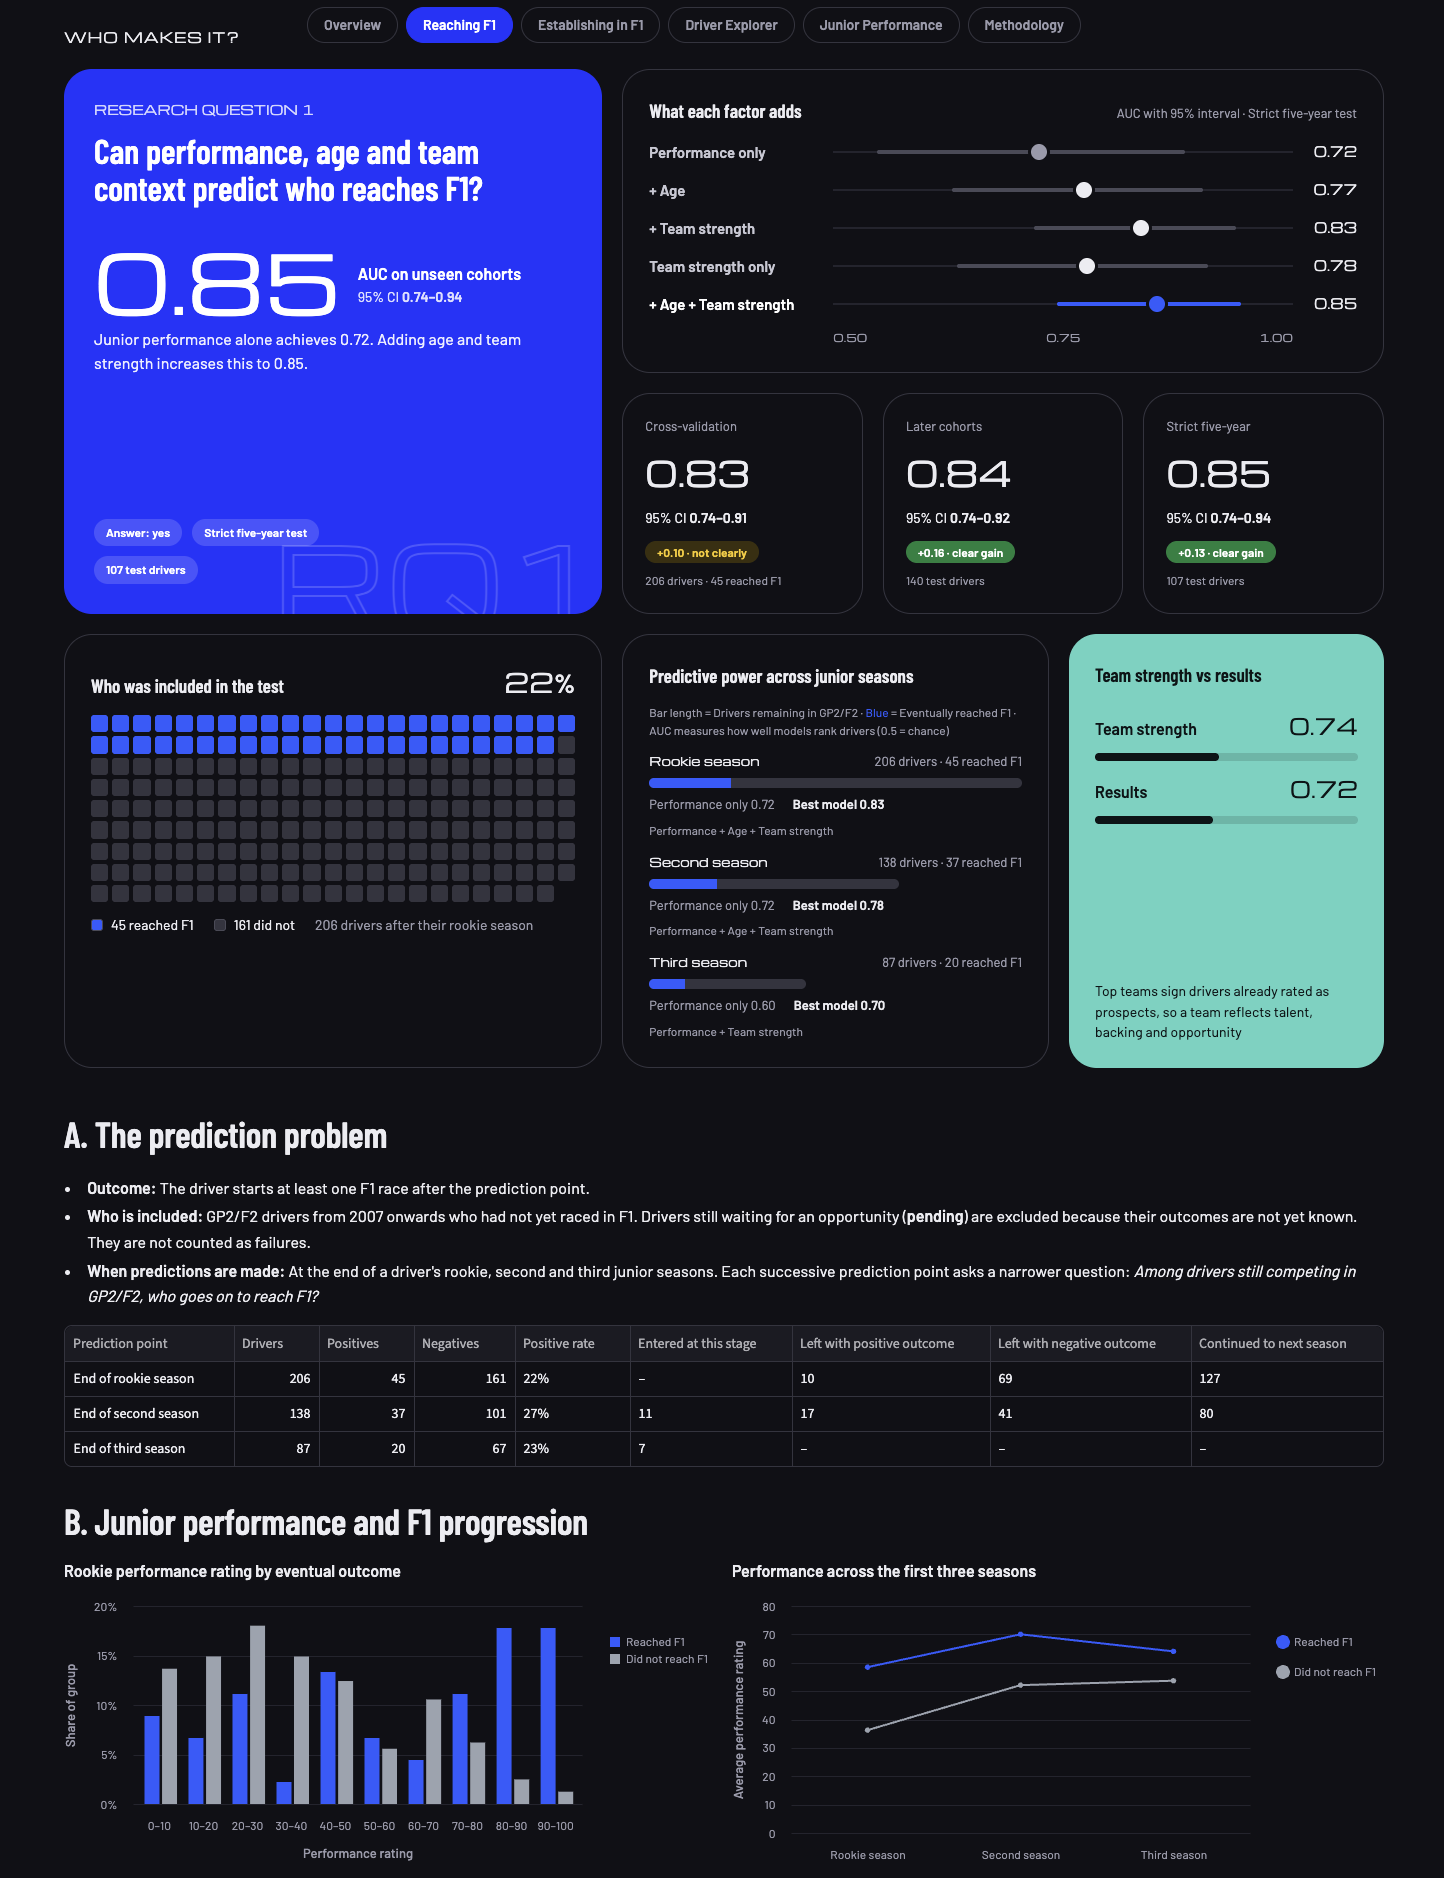 WHO MAKES IT?
Overview
Reaching F1
Establishing in F1
Driver Explorer
Junior Performance
Methodology
RESEARCH QUESTION 1
Can performance, age and team
context predict who reaches F1?
0.85
AUC on unseen cohorts
95% CI 0.74–0.94
Junior performance alone achieves 0.72. Adding age and team
strength increases this to 0.85.
Answer: yes
Strict five-year test
107 test drivers
RQ1
What each factor adds
AUC with 95% interval · Strict five-year test
Performance only 0.72
+ Age 0.77
+ Team strength 0.83
Team strength only 0.78
+ Age + Team strength 0.85
0.50 0.75 1.00
Cross-validation
0.83
95% CI 0.74–0.91
+0.10 · not clearly
206 drivers · 45 reached F1
Later cohorts
0.84
95% CI 0.74–0.92
+0.16 · clear gain
140 test drivers
Strict five-year
0.85
95% CI 0.74–0.94
+0.13 · clear gain
107 test drivers
Who was included in the test
22%
45 reached F1
161 did not
206 drivers after their rookie season
Predictive power across junior seasons
Bar length = Drivers remaining in GP2/F2 · Blue = Eventually reached F1 ·
AUC measures how well models rank drivers (0.5 = chance)
Rookie season 206 drivers · 45 reached F1
Performance only 0.72 Best model 0.83
Performance + Age + Team strength
Second season 138 drivers · 37 reached F1
Performance only 0.72 Best model 0.78
Performance + Age + Team strength
Third season 87 drivers · 20 reached F1
Performance only 0.60 Best model 0.70
Performance + Team strength
Team strength vs results
Team strength 0.74
Results 0.72
Top teams sign drivers already rated as
prospects, so a team reflects talent,
backing and opportunity
A. The prediction problem
• Outcome: The driver starts at least one F1 race after the prediction point.
• Who is included: GP2/F2 drivers from 2007 onwards who had not yet raced in F1. Drivers still waiting for an opportunity (pending) are excluded because their outcomes are not yet known.
They are not counted as failures.
• When predictions are made: At the end of a driver's rookie, second and third junior seasons. Each successive prediction point asks a narrower question: Among drivers still competing in
GP2/F2, who goes on to reach F1?
Prediction point Drivers Positives Negatives Positive rate Entered at this stage Left with positive outcome Left with negative outcome Continued to next season
End of rookie season 206 45 161 22% – 10 69 127
End of second season 138 37 101 27% 11 17 41 80
End of third season 87 20 67 23% 7 – – –
B. Junior performance and F1 progression
Rookie performance rating by eventual outcome
20%
15%
10%
5%
0%
Share of group
0–10 10–20 20–30 30–40 40–50 50–60 60–70 70–80 80–90 90–100
Performance rating
Reached F1
Did not reach F1
Performance across the first three seasons
80
70
60
50
40
30
20
10
0
Average performance rating
Rookie season Second season Third season
Reached F1
Did not reach F1